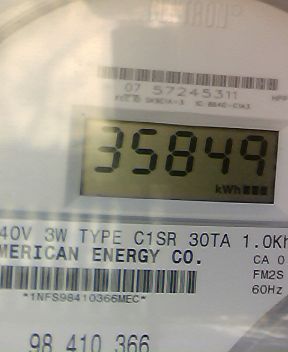 07 57245311
35849
kWh
40V 3W TYPE C1SR 30TA 1.0Kh
MERICAN ENERGY CO.
CA 0
FM2S
60Hz
*1NFS98410366MEC*
98 410 366